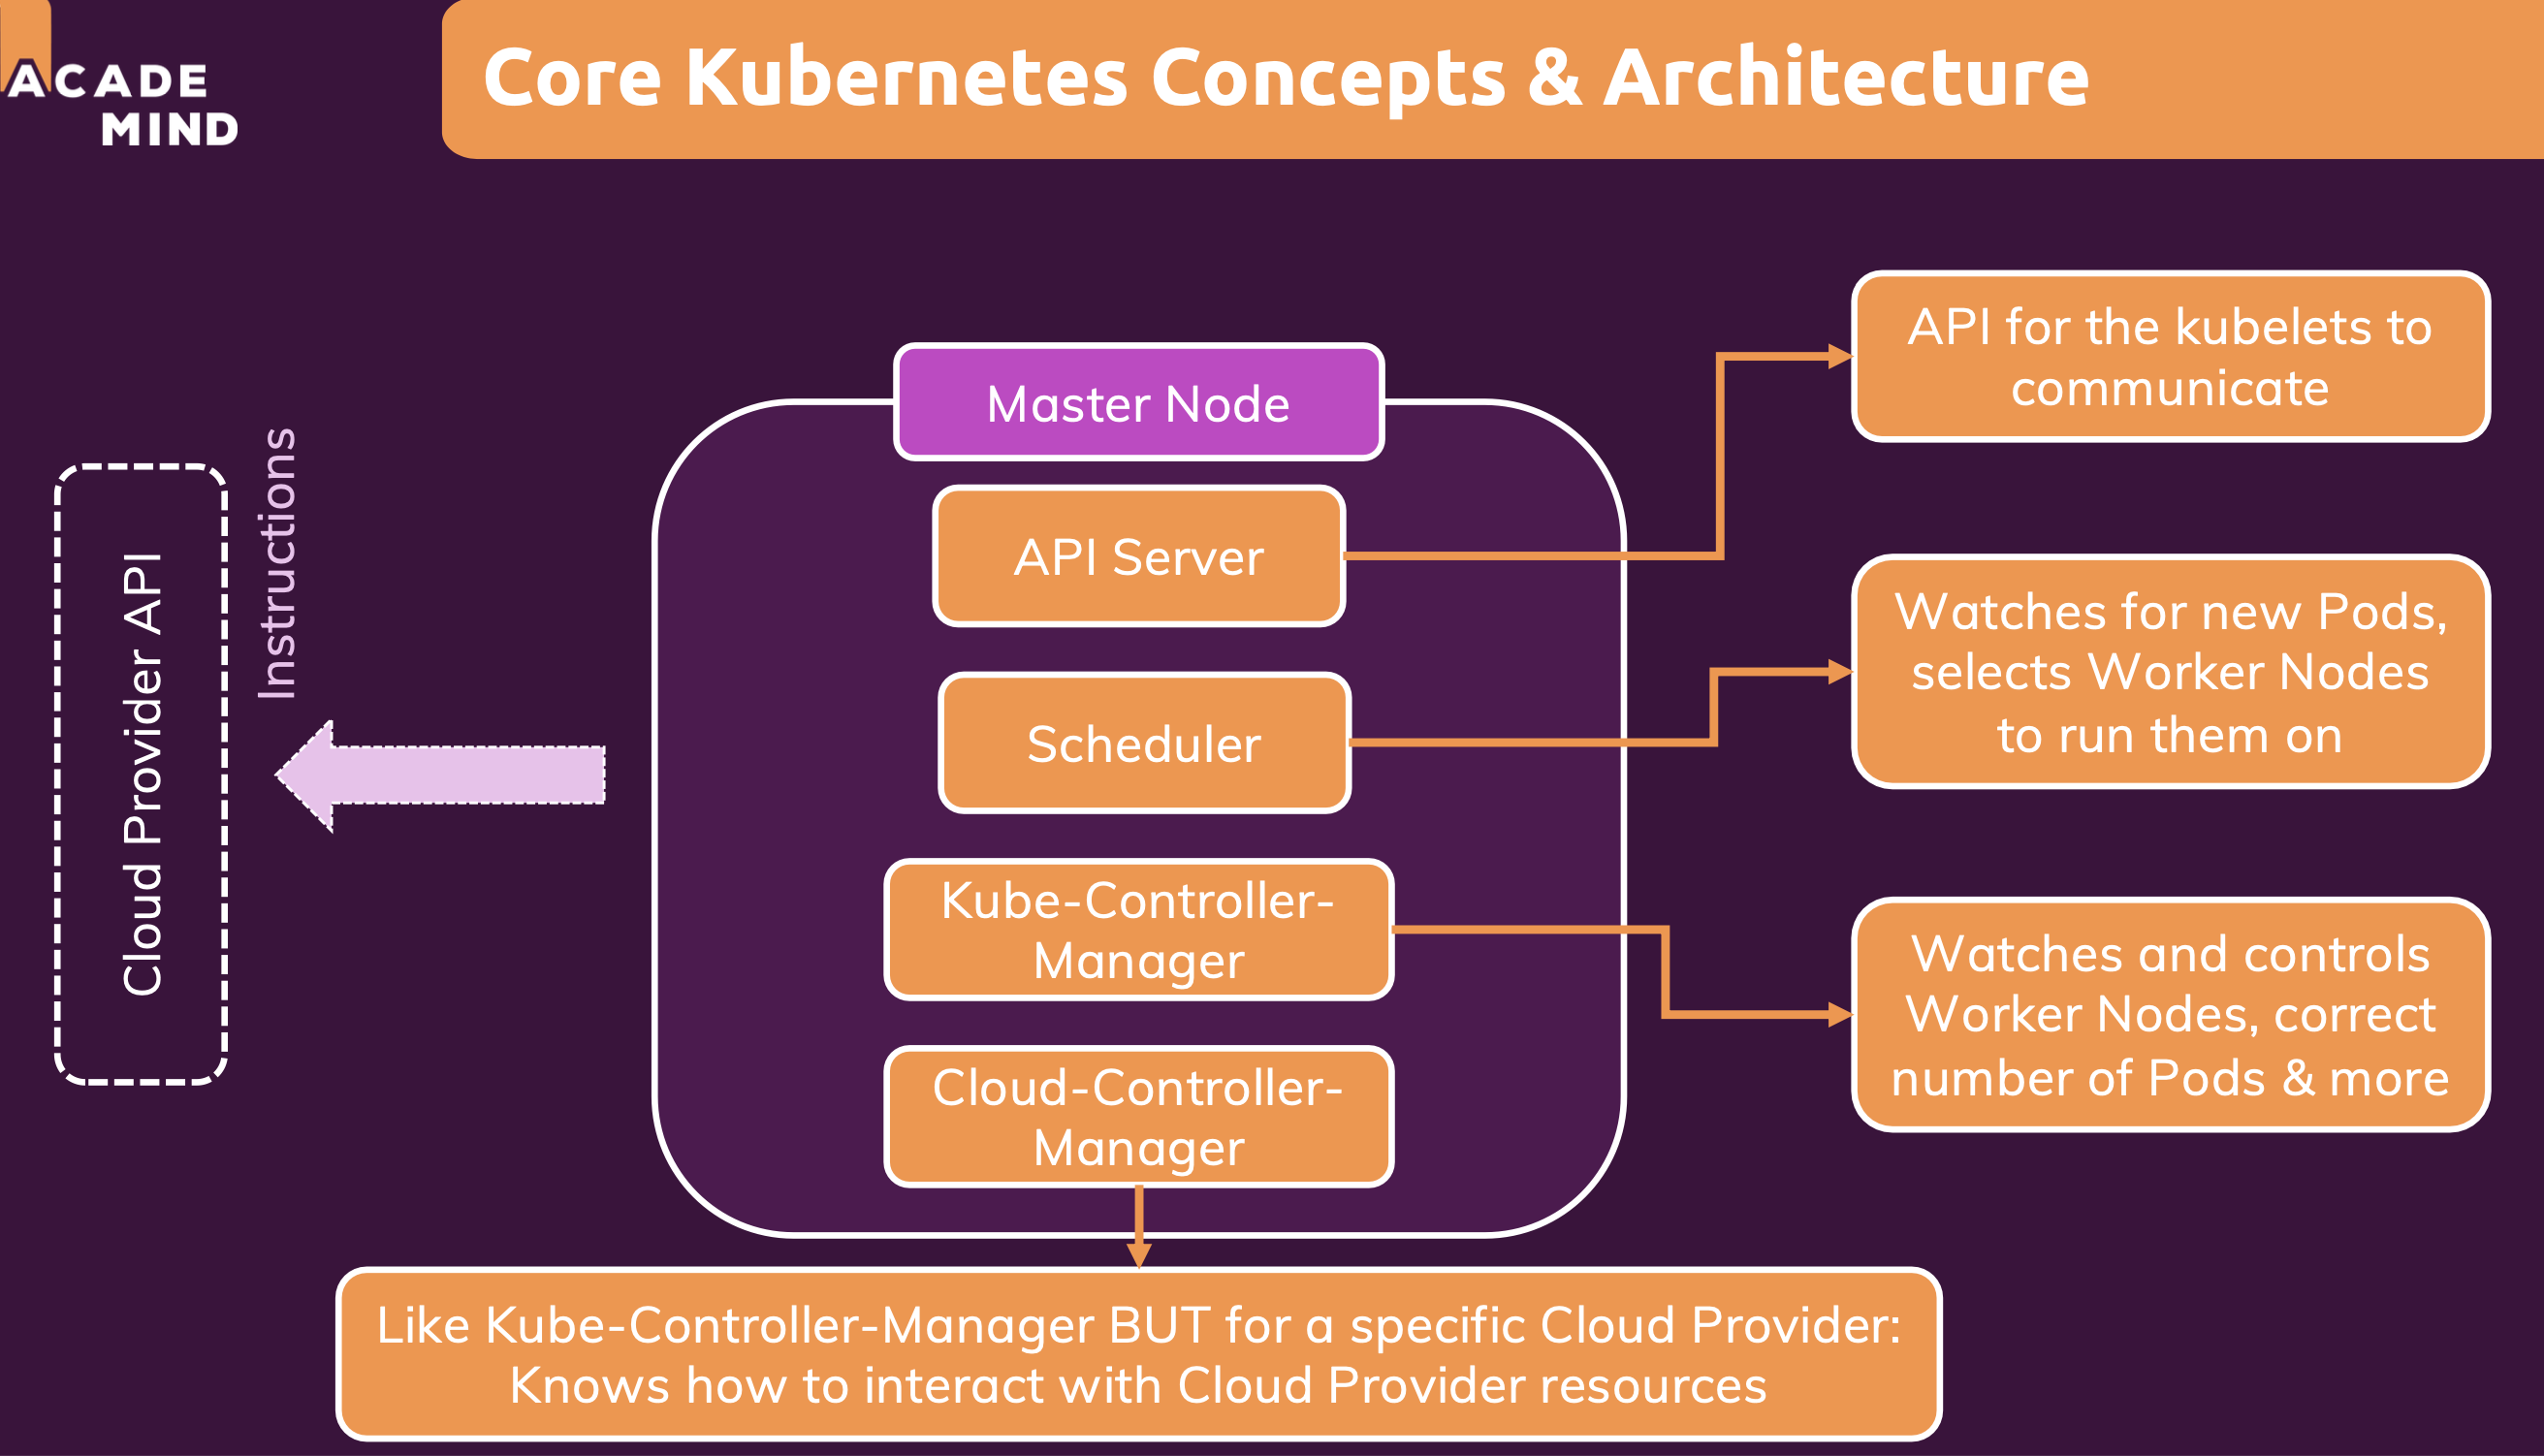 ACADE
MIND
Core Kubernetes Concepts & Architecture
Cloud Provider API
Instructions
Master Node
API Server
Scheduler
Kube-Controller-
Manager
Cloud-Controller-
Manager
API for the kubelets to
communicate
Watches for new Pods,
selects Worker Nodes
to run them on
Watches and controls
Worker Nodes, correct
number of Pods & more
Like Kube-Controller-Manager BUT for a specific Cloud Provider:
Knows how to interact with Cloud Provider resources